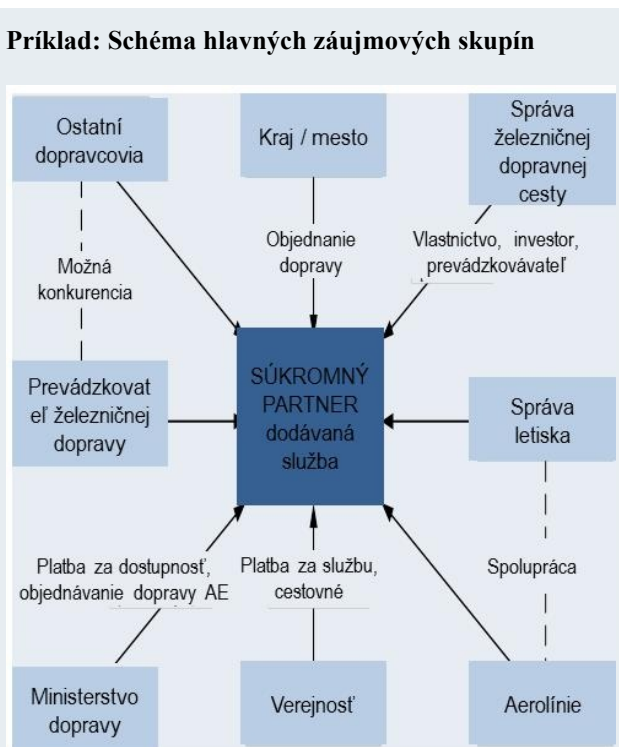 Príklad: Schéma hlavných záujmových skupín
Ostatní
dopravcovia
Kraj / mesto
Správa
železničnej
dopravnej
cesty
Možná
konkurencia
Objednanie
dopravy
Vlastníctvo, investor,
prevádzkovávateľ
Prevádzkovat
eľ železničnej
dopravy
SÚKROMNÝ
PARTNER
dodávaná
služba
Správa
letiska
Platba za dostupnosť,
objednávanie dopravy AE
Platba za službu,
cestovné
Spolupráca
Ministerstvo
dopravy
Verejnosť
Aerolínie